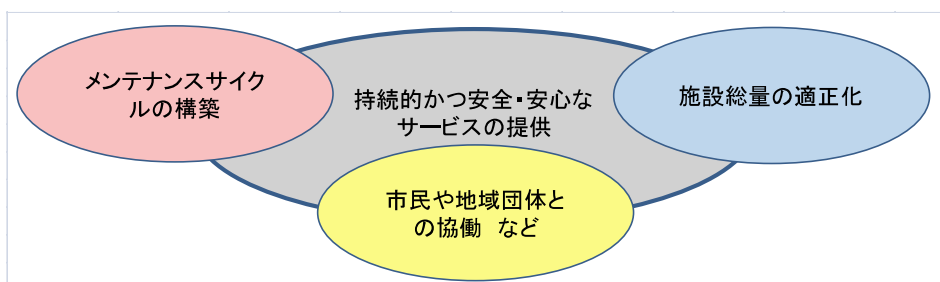 メンテナンスサイク
ルの構築
持続的かつ安全・安心な
サービスの提供
施設総量の適正化
市民や地域団体と
の協働　など